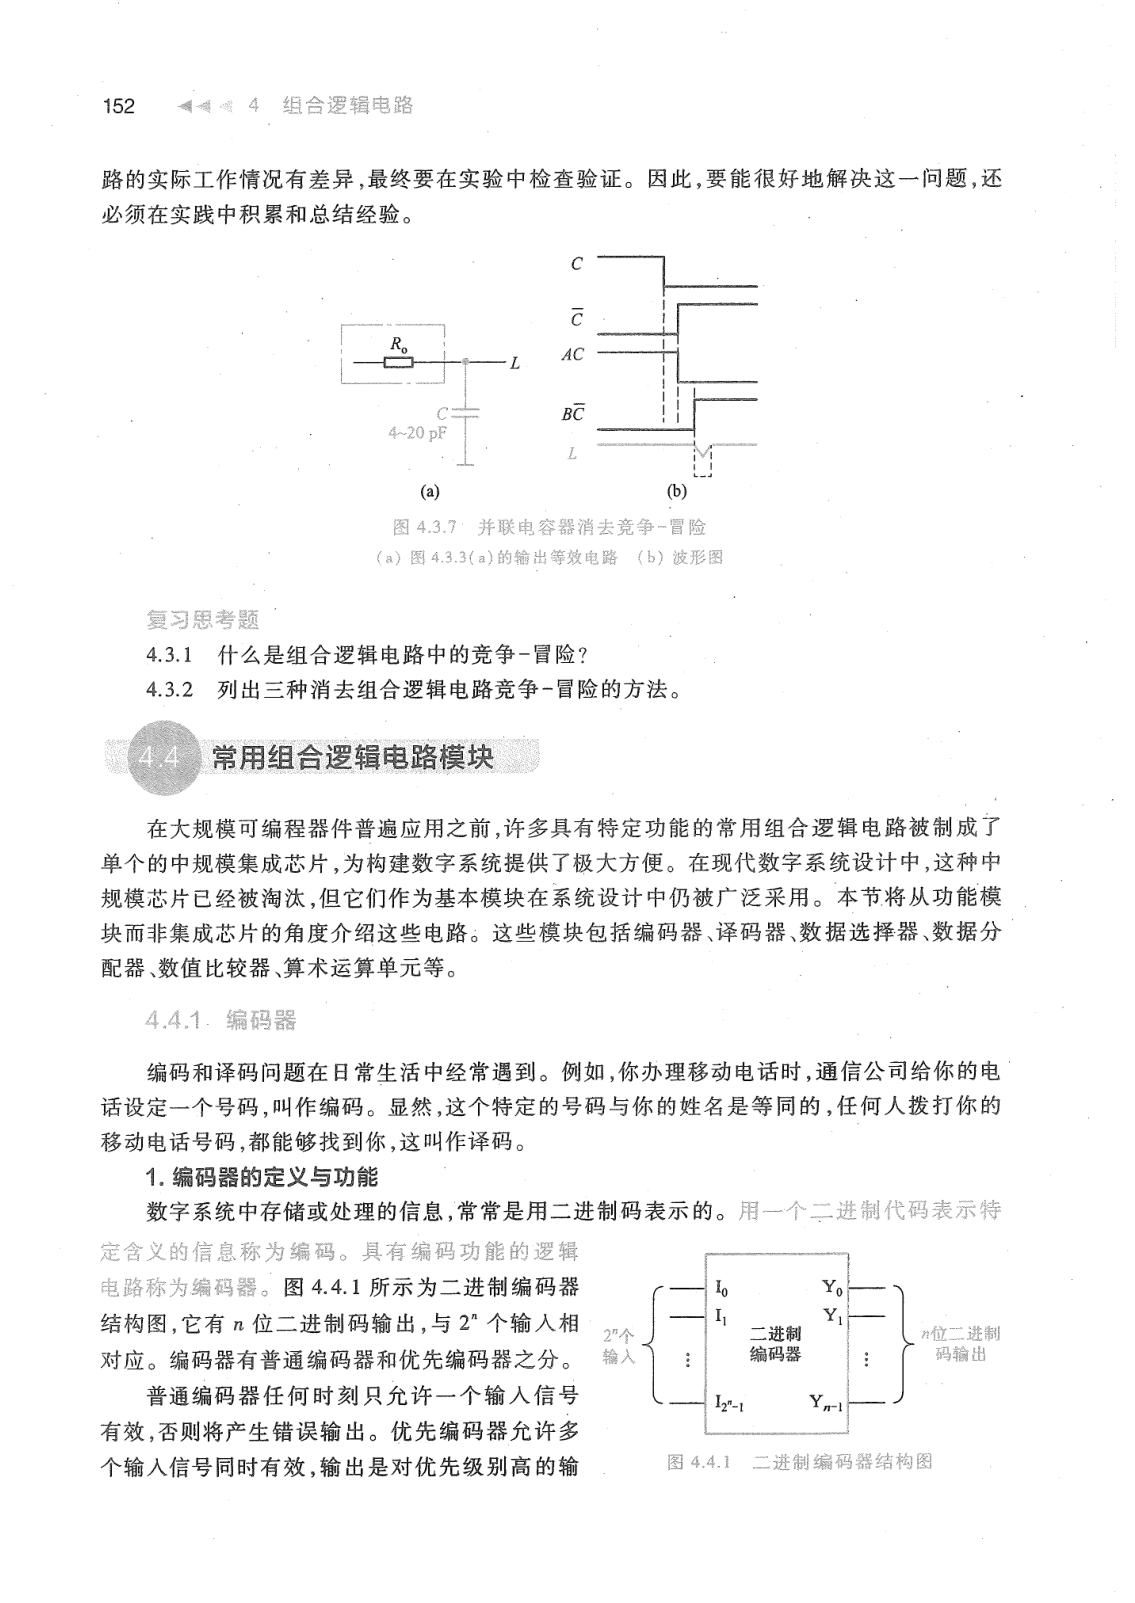 152 4 组合逻辑电路
路的实际工作情况有差异,最终要在实验中检查验证。因此,要能很好地解决这一问题,还
必须在实践中积累和总结经验。
R₀
L
C
4~20 pF
(a)
C
C̅
AC
BC̅
L
(b)
图 4.3.7 并联电容器消去竞争-冒险
(a) 图 4.3.3(a)的输出等效电路 (b) 波形图
复习思考题
4.3.1 什么是组合逻辑电路中的竞争-冒险?
4.3.2 列出三种消去组合逻辑电路竞争-冒险的方法。
4.4 常用组合逻辑电路模块
在大规模可编程器件普遍应用之前,许多具有特定功能的常用组合逻辑电路被制成了
单个的中规模集成芯片,为构建数字系统提供了极大方便。在现代数字系统设计中,这种中
规模芯片已经被淘汰,但它们作为基本模块在系统设计中仍被广泛采用。本节将从功能模
块而非集成芯片的角度介绍这些电路。这些模块包括编码器、译码器、数据选择器、数据分
配器、数值比较器、算术运算单元等。
4.4.1 编码器
编码和译码问题在日常生活中经常遇到。例如,你办理移动电话时,通信公司给你的电
话设定一个号码,叫作编码。显然,这个特定的号码与你的姓名是等同的,任何人拨打你的
移动电话号码,都能够找到你,这叫作译码。
1. 编码器的定义与功能
数字系统中存储或处理的信息,常常是用二进制码表示的。用一个二进制代码表示特
定含义的信息称为编码。具有编码功能的逻辑
电路称为编码器。图 4.4.1 所示为二进制编码器
结构图,它有 n 位二进制码输出,与 2ⁿ 个输入相
对应。编码器有普通编码器和优先编码器之分。
普通编码器任何时刻只允许一个输入信号
有效,否则将产生错误输出。优先编码器允许多
个输入信号同时有效,输出是对优先级别高的输
2ⁿ个
输入
I₀ Y₀
I₁ Y₁
二进制
编码器
⋮ ⋮
I₂ⁿ₋₁ Yₙ₋₁
n位二进制
码输出
图 4.4.1 二进制编码器结构图